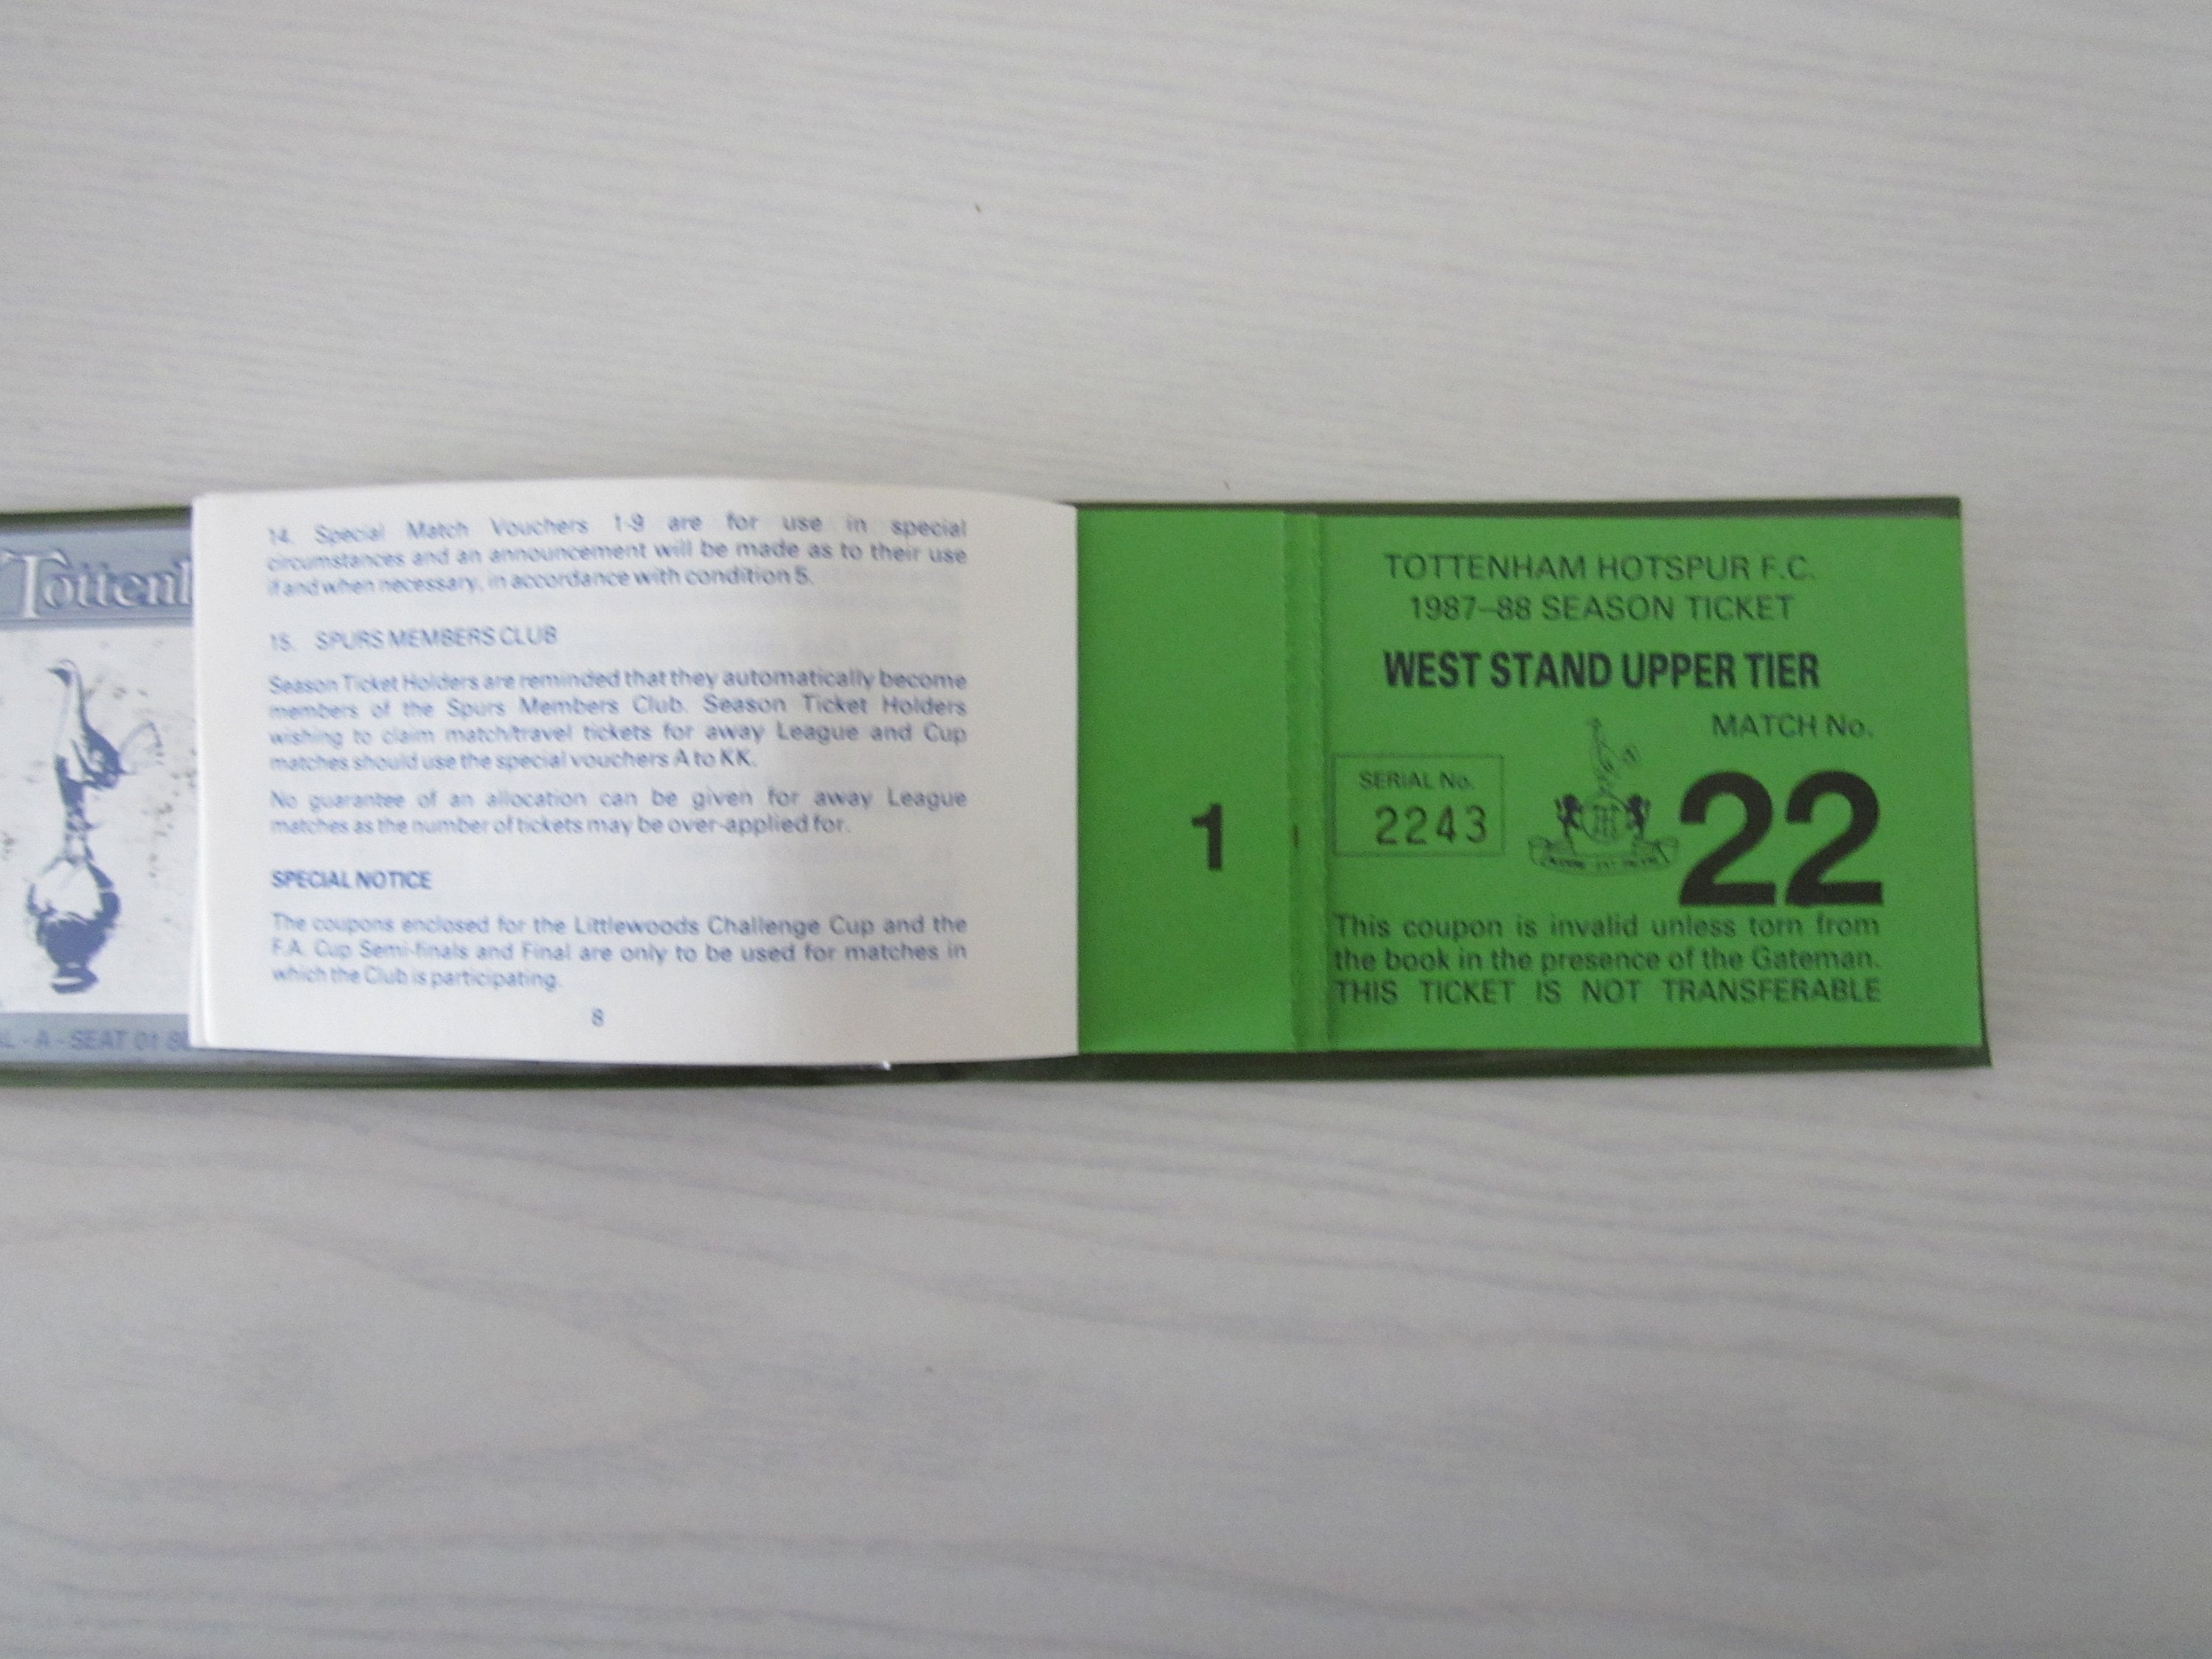 Tottenh
L - A - SEAT 01 80
14. Special Match Vouchers 1-9 are for use in special
circumstances and an announcement will be made as to their use
if and when necessary, in accordance with condition 5.
15. SPURS MEMBERS CLUB
Season Ticket Holders are reminded that they automatically become
members of the Spurs Members Club. Season Ticket Holders
wishing to claim match/travel tickets for away League and Cup
matches should use the special vouchers A to KK.
No guarantee of an allocation can be given for away League
matches as the number of tickets may be over-applied for.
SPECIAL NOTICE
The coupons enclosed for the Littlewoods Challenge Cup and the
F.A. Cup Semi-finals and Final are only to be used for matches in
which the Club is participating.
8
1
TOTTENHAM HOTSPUR F.C.
1987-88 SEASON TICKET
WEST STAND UPPER TIER
MATCH No.
SERIAL No.
2243
22
This coupon is invalid unless torn from
the book in the presence of the Gateman.
THIS TICKET IS NOT TRANSFERABLE